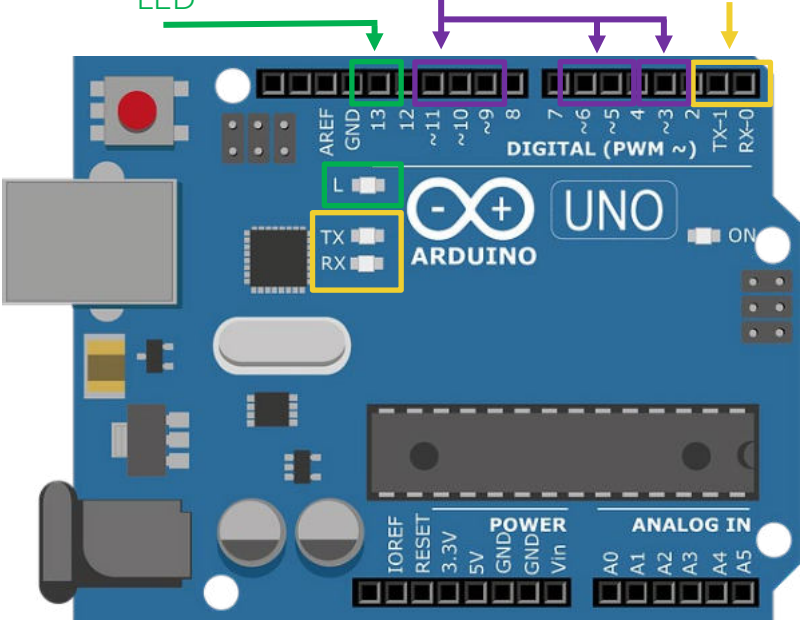 LED
AREF
GND
13
12
~11
~10
~9
8
7
~6
~5
4
~3
2
TX-1
RX-0
DIGITAL (PWM ~)
L
TX
RX
ARDUINO
UNO
ON
POWER
ANALOG IN
IOREF
RESET
3.3V
5V
GND
GND
Vin
A0
A1
A2
A3
A4
A5